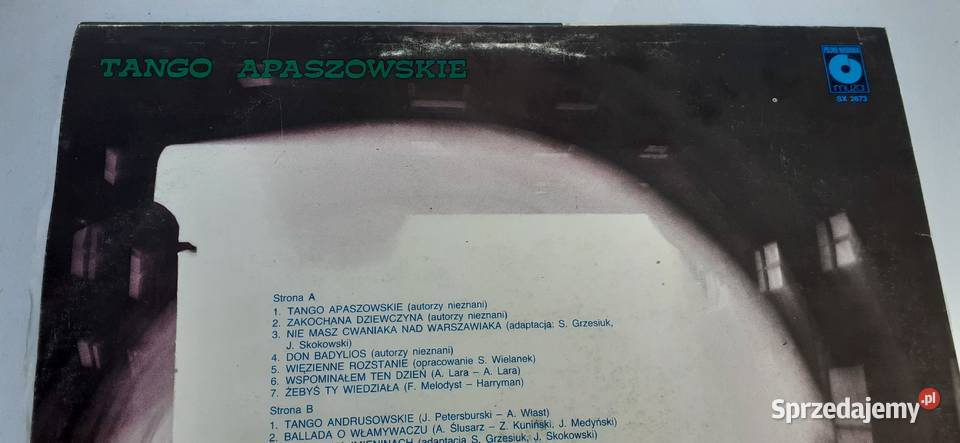 TANGO APASZOWSKIE
POLSKIE NAGRANIA
muza
SX 2673
Strona A
1. TANGO APASZOWSKIE (autorzy nieznani)
2. ZAKOCHANA DZIEWCZYNA (autorzy nieznani)
3. NIE MASZ CWANIAKA NAD WARSZAWIAKA (adaptacja: S. Grzesiuk,
J. Skokowski)
4. DON BADYLIOS (autorzy nieznani)
5. WIĘZIENNE ROZSTANIE (opracowanie S. Wielanek)
6. WSPOMINAŁEM TEN DZIEŃ (A. Lara – A. Lara)
7. ŻEBYŚ TY WIEDZIAŁA (F. Melodyst – Harryman)
Strona B
1. TANGO ANDRUSOWSKIE (J. Petersburski – A. Włast)
2. BALLADA O WŁAMYWACZU (A. Ślusarz – Z. Kuniński, J. Medyński)
IMIENINACH (adaptacja S. Grzesiuk, J. Skokowski)
Sprzedajemy.pl